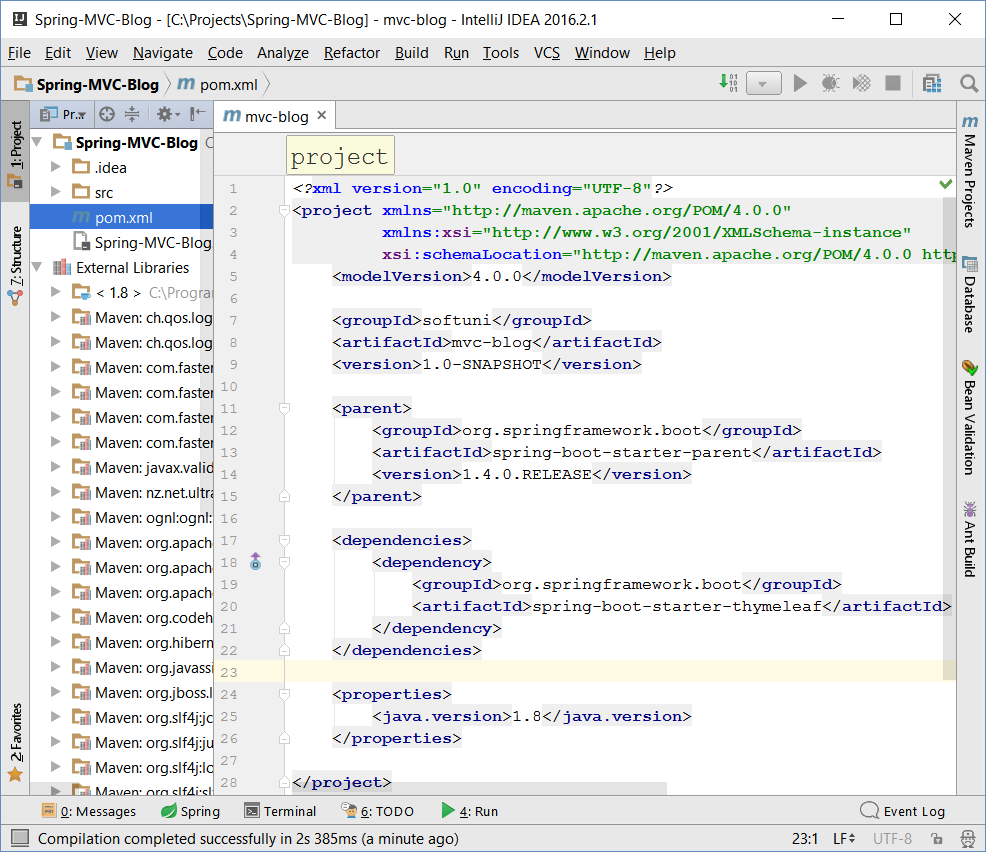 Spring-MVC-Blog - [C:\Projects\Spring-MVC-Blog] - mvc-blog - IntelliJ IDEA 2016.2.1
File Edit View Navigate Code Analyze Refactor Build Run Tools VCS Window Help
Spring-MVC-Blog pom.xml
1: Project
7: Structure
2: Favorites
Pr...
Spring-MVC-Blog C
.idea
src
pom.xml
Spring-MVC-Blog.
External Libraries
< 1.8 > C:\Progra
Maven: ch.qos.log
Maven: ch.qos.log
Maven: com.faster
Maven: com.faster
Maven: com.faster
Maven: com.faster
Maven: javax.valid
Maven: nz.net.ultra
Maven: ognl:ognl:
Maven: org.apach
Maven: org.apach
Maven: org.apach
Maven: org.codeh
Maven: org.hibern
Maven: org.javassi
Maven: org.jboss.l
Maven: org.slf4j:jc
Maven: org.slf4j:ju
Maven: org.slf4j:lo
Maven: org.slf4j:sl
mvc-blog
project
1 <?xml version="1.0" encoding="UTF-8"?>
2 <project xmlns="http://maven.apache.org/POM/4.0.0"
3 xmlns:xsi="http://www.w3.org/2001/XMLSchema-instance"
4 xsi:schemaLocation="http://maven.apache.org/POM/4.0.0 http
5 <modelVersion>4.0.0</modelVersion>
6
7 <groupId>softuni</groupId>
8 <artifactId>mvc-blog</artifactId>
9 <version>1.0-SNAPSHOT</version>
10
11 <parent>
12 <groupId>org.springframework.boot</groupId>
13 <artifactId>spring-boot-starter-parent</artifactId>
14 <version>1.4.0.RELEASE</version>
15 </parent>
16
17 <dependencies>
18 <dependency>
19 <groupId>org.springframework.boot</groupId>
20 <artifactId>spring-boot-starter-thymeleaf</artifactId>
21 </dependency>
22 </dependencies>
23
24 <properties>
25 <java.version>1.8</java.version>
26 </properties>
27
28 </project>
Maven Projects
Database
Bean Validation
Ant Build
0: Messages Spring Terminal 6: TODO 4: Run Event Log
Compilation completed successfully in 2s 385ms (a minute ago) 23:1 LF UTF-8